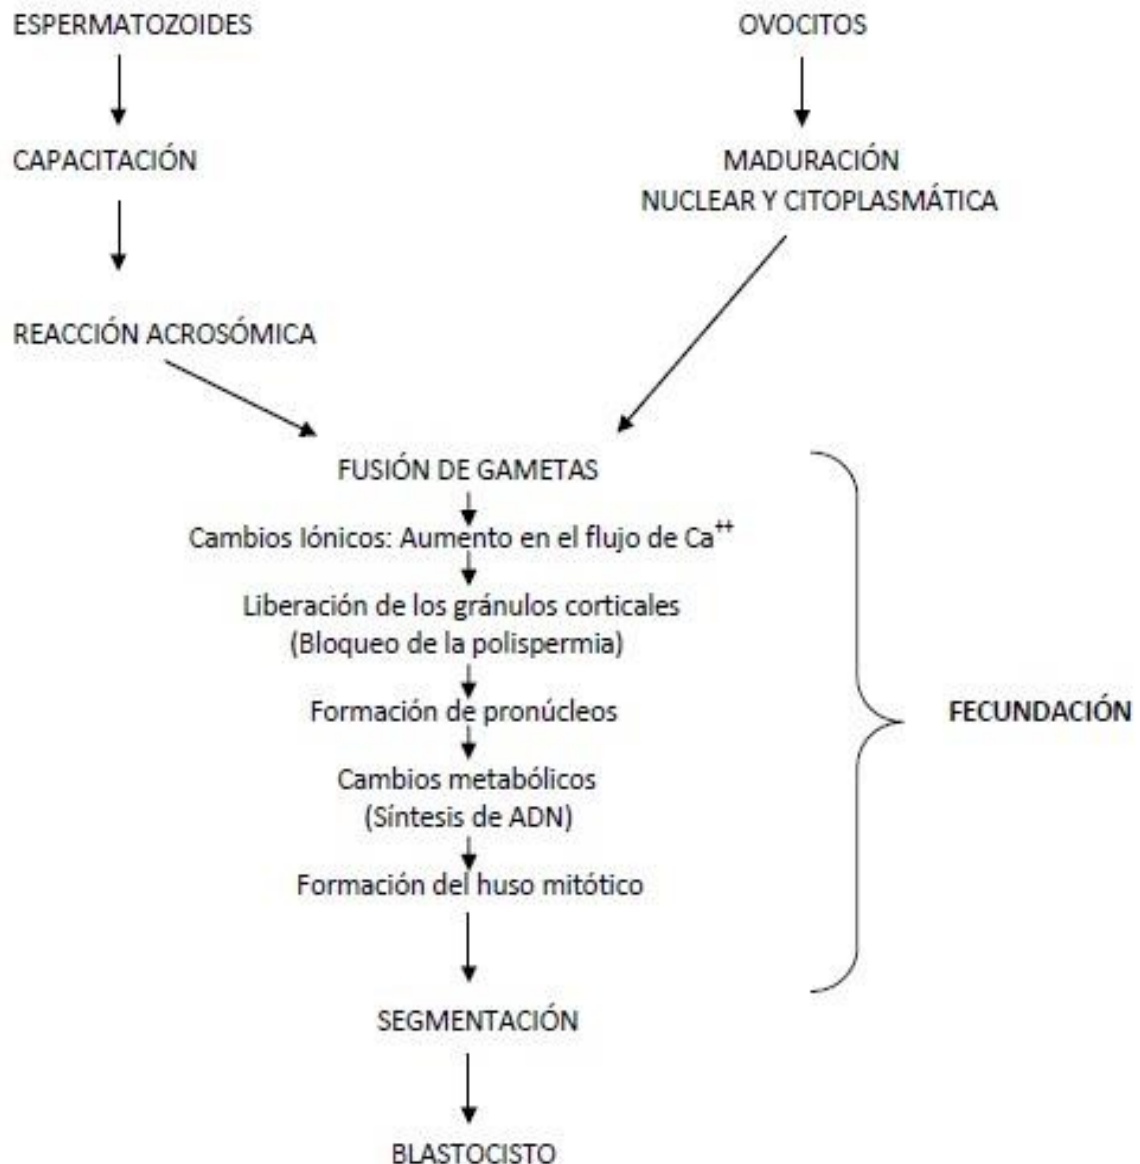 ESPERMATOZOIDES
OVOCITOS
CAPACITACIÓN
MADURACIÓN
NUCLEAR Y CITOPLASMÁTICA
REACCIÓN ACROSÓMICA
FUSIÓN DE GAMETAS
Cambios Iónicos: Aumento en el flujo de Ca⁺⁺
Liberación de los gránulos corticales
(Bloqueo de la polispermia)
Formación de pronúcleos
FECUNDACIÓN
Cambios metabólicos
(Síntesis de ADN)
Formación del huso mitótico
SEGMENTACIÓN
BLASTOCISTO